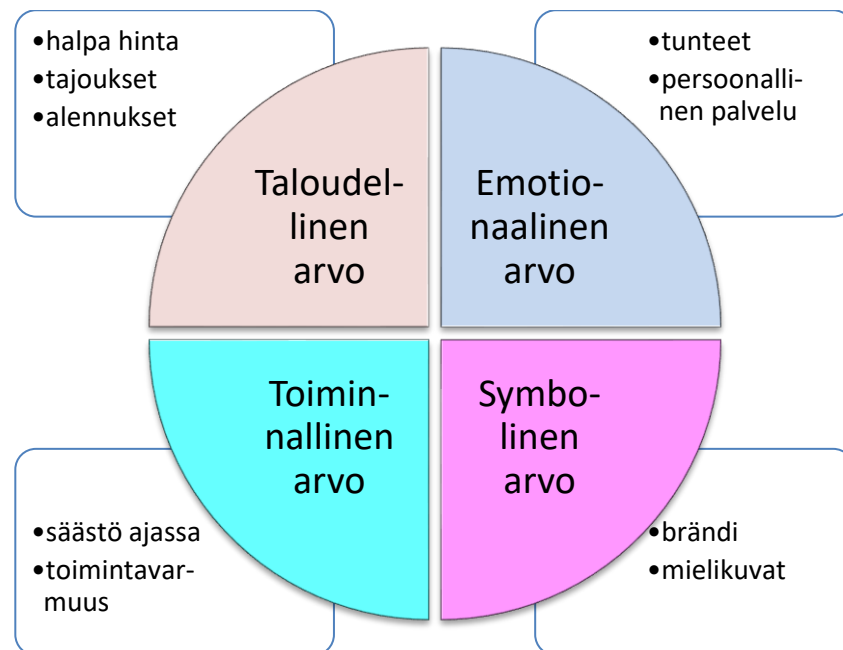 •halpa hinta
•tajoukset
•alennukset
•tunteet
•persoonalli-
nen palvelu
Taloudel-
linen
arvo
Emotio-
naalinen
arvo
Toimin-
nallinen
arvo
Symbo-
linen
arvo
•säästö ajassa
•toimintavar-
muus
•brändi
•mielikuvat